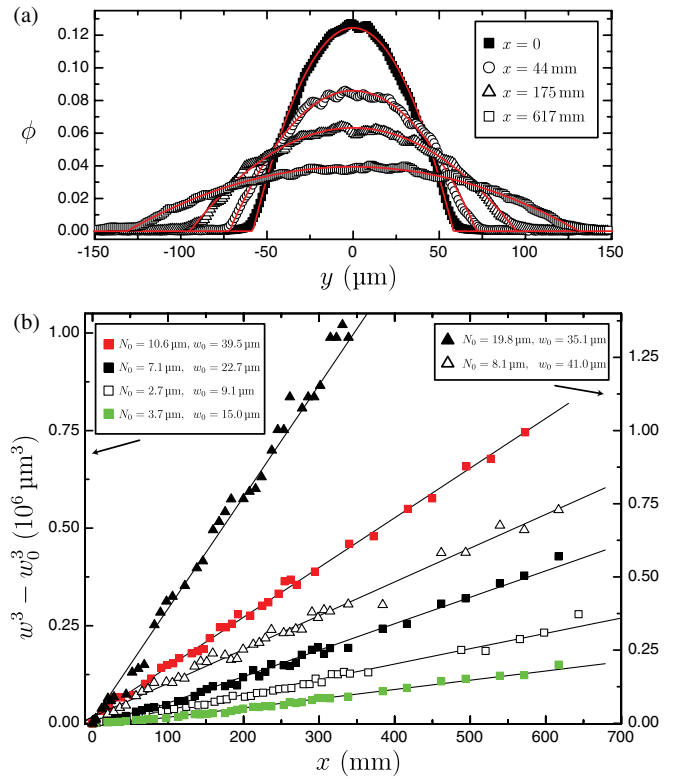 (a)
0.12
0.10
0.08
0.06
0.04
0.02
0.00
ϕ
x = 0
x = 44 mm
x = 175 mm
x = 617 mm
-150 -100 -50 0 50 100 150
y (µm)
(b)
1.00
0.75
0.50
0.25
0.00
w³ − w₀³ (10⁶ µm³)
N₀ = 10.6 µm, w₀ = 39.5 µm
N₀ = 7.1 µm, w₀ = 22.7 µm
N₀ = 2.7 µm, w₀ = 9.1 µm
N₀ = 3.7 µm, w₀ = 15.0 µm
N₀ = 19.8 µm, w₀ = 35.1 µm
N₀ = 8.1 µm, w₀ = 41.0 µm
1.25
1.00
0.75
0.50
0.25
0.00
0 100 200 300 400 500 600 700
x (mm)